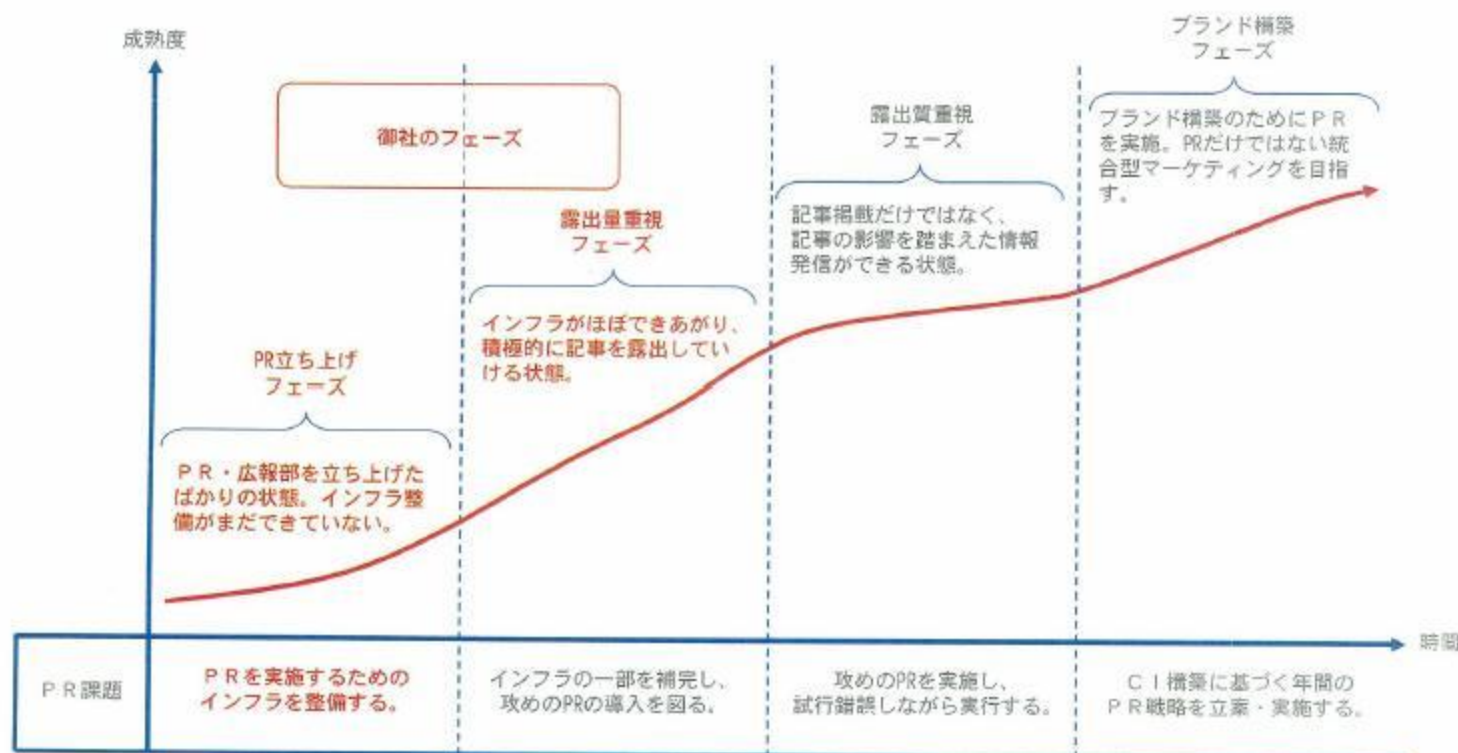 成熟度
御社のフェーズ
PR立ち上げ
フェーズ
PR・広報部を立ち上げた
ばかりの状態。インフラ整
備がまだできていない。
露出量重視
フェーズ
インフラがほぼできあがり、
積極的に記事を露出してい
ける状態。
露出質重視
フェーズ
記事掲載だけではなく、
記事の影響を踏まえた情報
発信ができる状態。
ブランド構築
フェーズ
ブランド構築のためにPR
を実施。PRだけではない統
合型マーケティングを目指
す。
時間
PR課題
PRを実施するための
インフラを整備する。
インフラの一部を補完し、
攻めのPRの導入を図る。
攻めのPRを実施し、
試行錯誤しながら実行する。
CI構築に基づく年間の
PR戦略を立案・実施する。